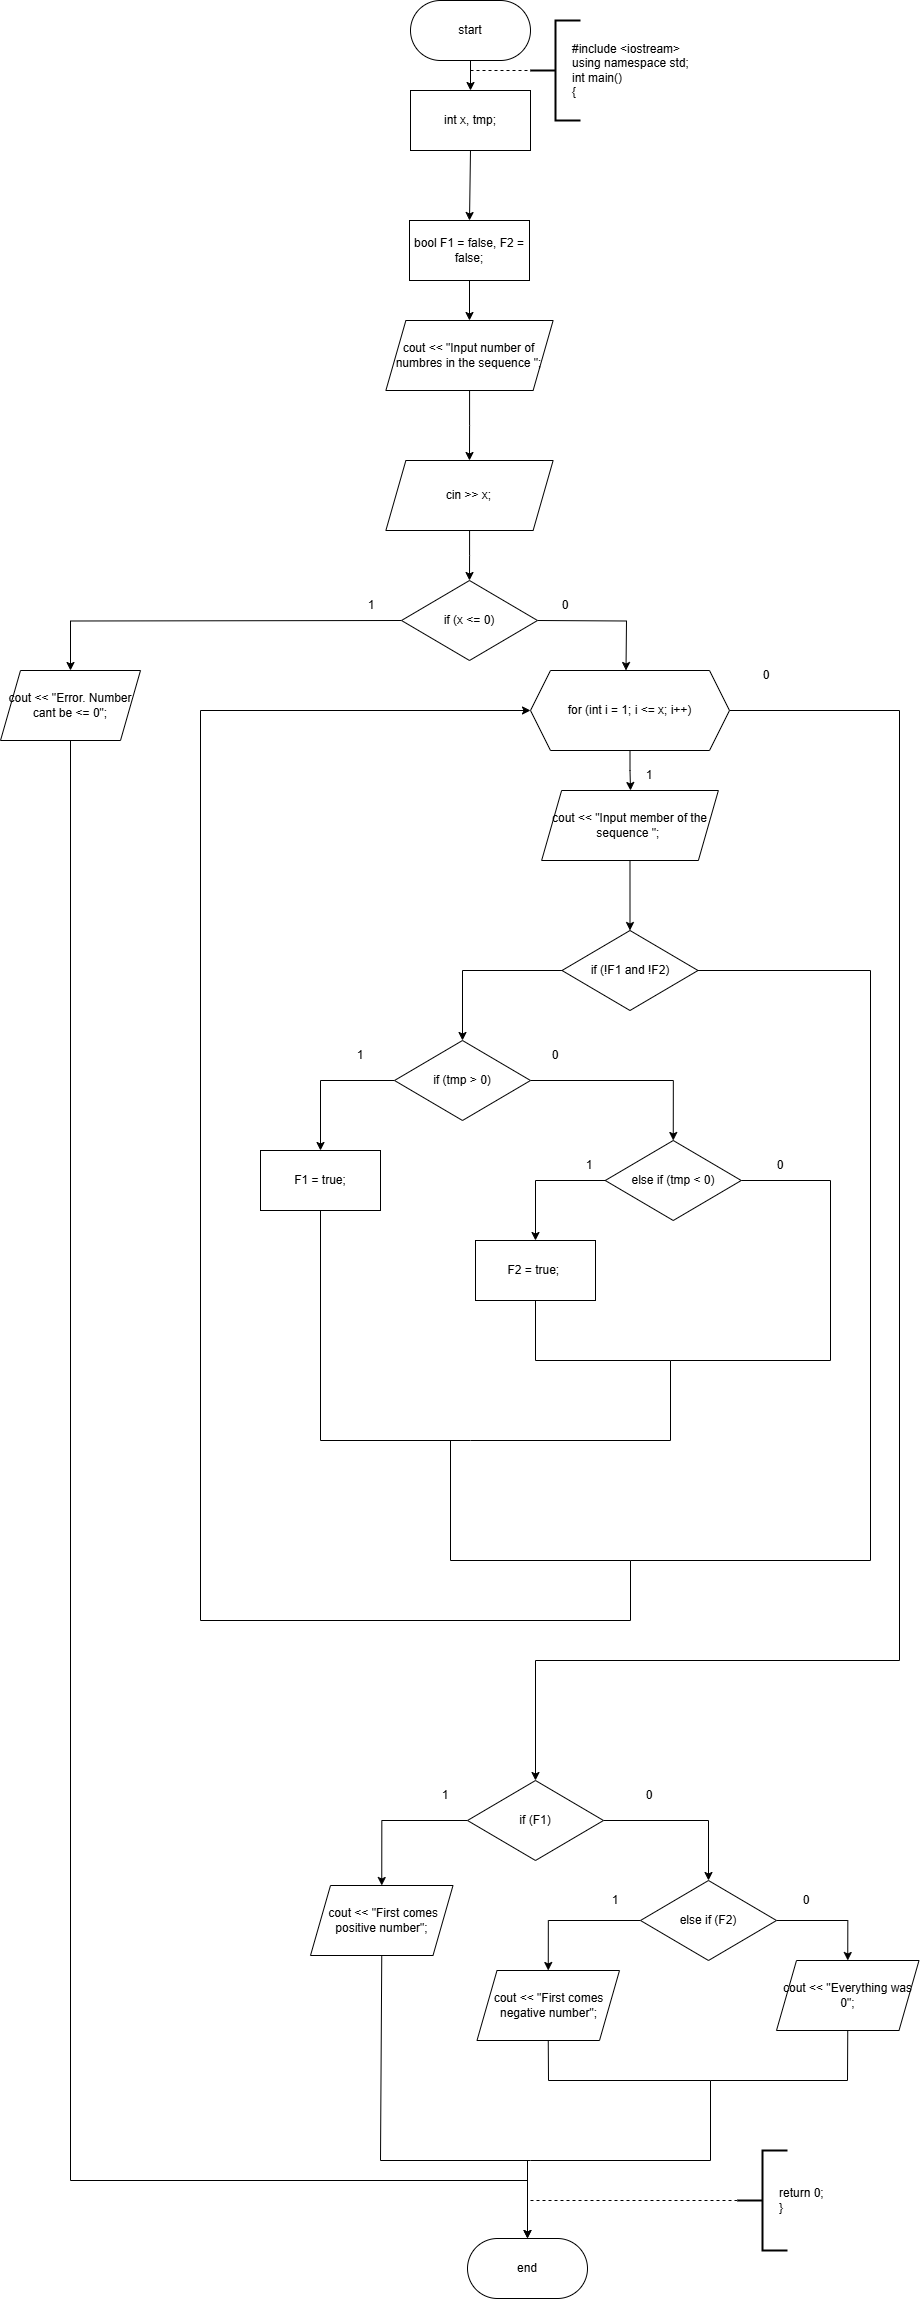 start
#include <iostream>
using namespace std;
int main()
{
int x, tmp;
bool F1 = false, F2 =
false;
cout << "Input number of
numbres in the sequence ";
cin >> x;
1
if (x <= 0)
0
cout << "Error. Number
cant be <= 0";
for (int i = 1; i <= x; i++)
0
1
cout << "Input member of the
sequence ";
if (!F1 and !F2)
1
if (tmp > 0)
0
F1 = true;
1
else if (tmp < 0)
0
F2 = true;
1
if (F1)
0
cout << "First comes
positive number";
1
else if (F2)
0
cout << "First comes
negative number";
cout << "Everything was
0";
return 0;
}
end